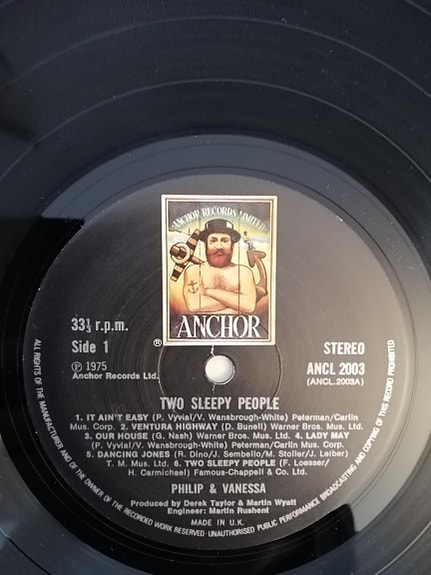 ANCHOR RECORDS LIMITED
ANCHOR
®
33⅓ r.p.m.
Side 1
Ⓟ 1975
Anchor Records Ltd.
STEREO
ANCL 2003
(ANCL.2003A)
TWO SLEEPY PEOPLE
1. IT AIN'T EASY (P. Vyvial/V. Wansbrough-White) Peterman/Carlin
Mus. Corp. 2. VENTURA HIGHWAY (D. Bunell) Warner Bros. Mus. Ltd.
3. OUR HOUSE (G. Nash) Warner Bros. Mus. Ltd. 4. LADY MAY
(P. Vyvial/V. Wansbrough-White) Peterman/Carlin Mus. Corp.
5. DANCING JONES (R. Dino/J. Sembello/M. Stoller/J. Leiber)
T. M. Mus. Ltd. 6. TWO SLEEPY PEOPLE (F. Loesser/
H. Carmichael) Famous-Chappell & Co. Ltd.
PHILIP & VANESSA
Produced by Derek Taylor & Martin Wyatt
Engineer: Martin Rushent
MADE IN U.K.
ALL RIGHTS OF THE MANUFACTURER AND OF THE OWNER OF THE RECORDED WORK RESERVED UNAUTHORISED PUBLIC PERFORMANCE BROADCASTING AND COPYING OF THIS RECORD PROHIBITED